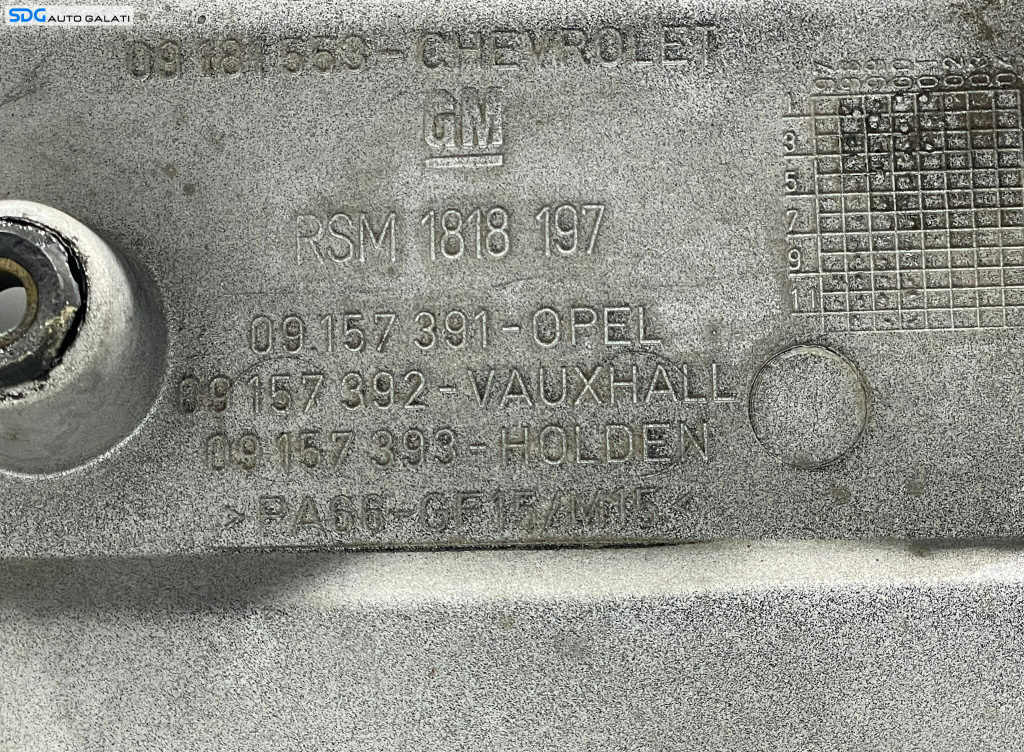 SDG AUTO GALATI
09 181 553-CHEVROLET
GM
RSM 1818 197
09 157 391-OPEL
09 157 392-VAUXHALL
09 157 393-HOLDEN
>PA66-GF15/M15<
1
3
5
7
9
11